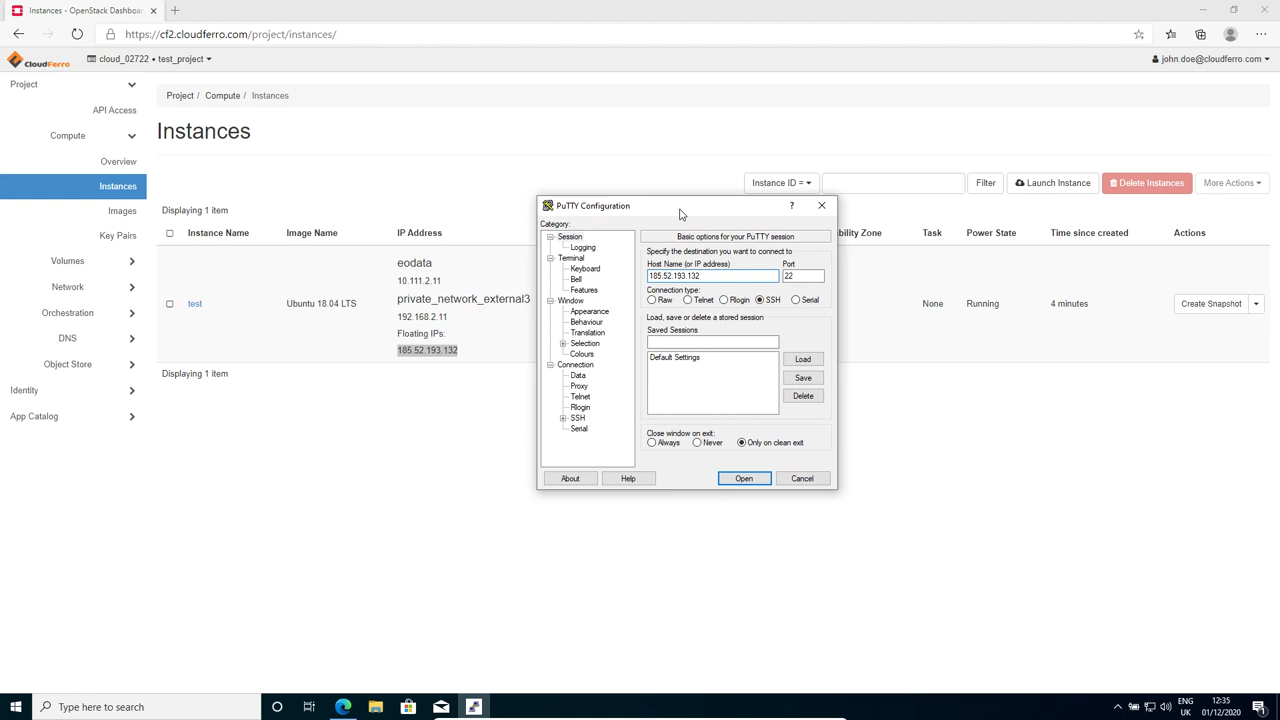 Instances - OpenStack Dashboar
https://cf2.cloudferro.com/project/instances/
CloudFerro
cloud_02722 • test_project
john.doe@cloudferro.com
Project
API Access
Compute
Overview
Instances
Images
Key Pairs
Volumes
Network
Orchestration
DNS
Object Store
Identity
App Catalog
Project / Compute / Instances
Instances
Instance ID =
Filter
Launch Instance
Delete Instances
More Actions
Displaying 1 item
Instance Name
Image Name
IP Address
bility Zone
Task
Power State
Time since created
Actions
test
Ubuntu 18.04 LTS
eodata
10.111.2.11
private_network_external3
192.168.2.11
Floating IPs:
185.52.193.132
None
Running
4 minutes
Create Snapshot
Displaying 1 item
PuTTY Configuration
?
Category:
Session
Logging
Terminal
Keyboard
Bell
Features
Window
Appearance
Behaviour
Translation
Selection
Colours
Connection
Data
Proxy
Telnet
Rlogin
SSH
Serial
Basic options for your PuTTY session
Specify the destination you want to connect to
Host Name (or IP address)
Port
185.52.193.132
22
Connection type:
Raw
Telnet
Rlogin
SSH
Serial
Load, save or delete a stored session
Saved Sessions
Default Settings
Load
Save
Delete
Close window on exit:
Always
Never
Only on clean exit
About
Help
Open
Cancel
Type here to search
ENG
UK
12:35
01/12/2020
1